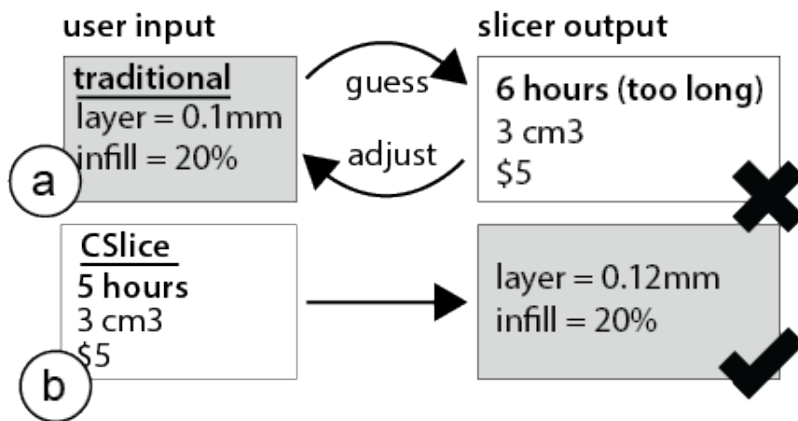 user input
slicer output
traditional
layer = 0.1mm
infill = 20%
a
guess
adjust
6 hours (too long)
3 cm3
$5
CSlice
5 hours
3 cm3
$5
b
layer = 0.12mm
infill = 20%